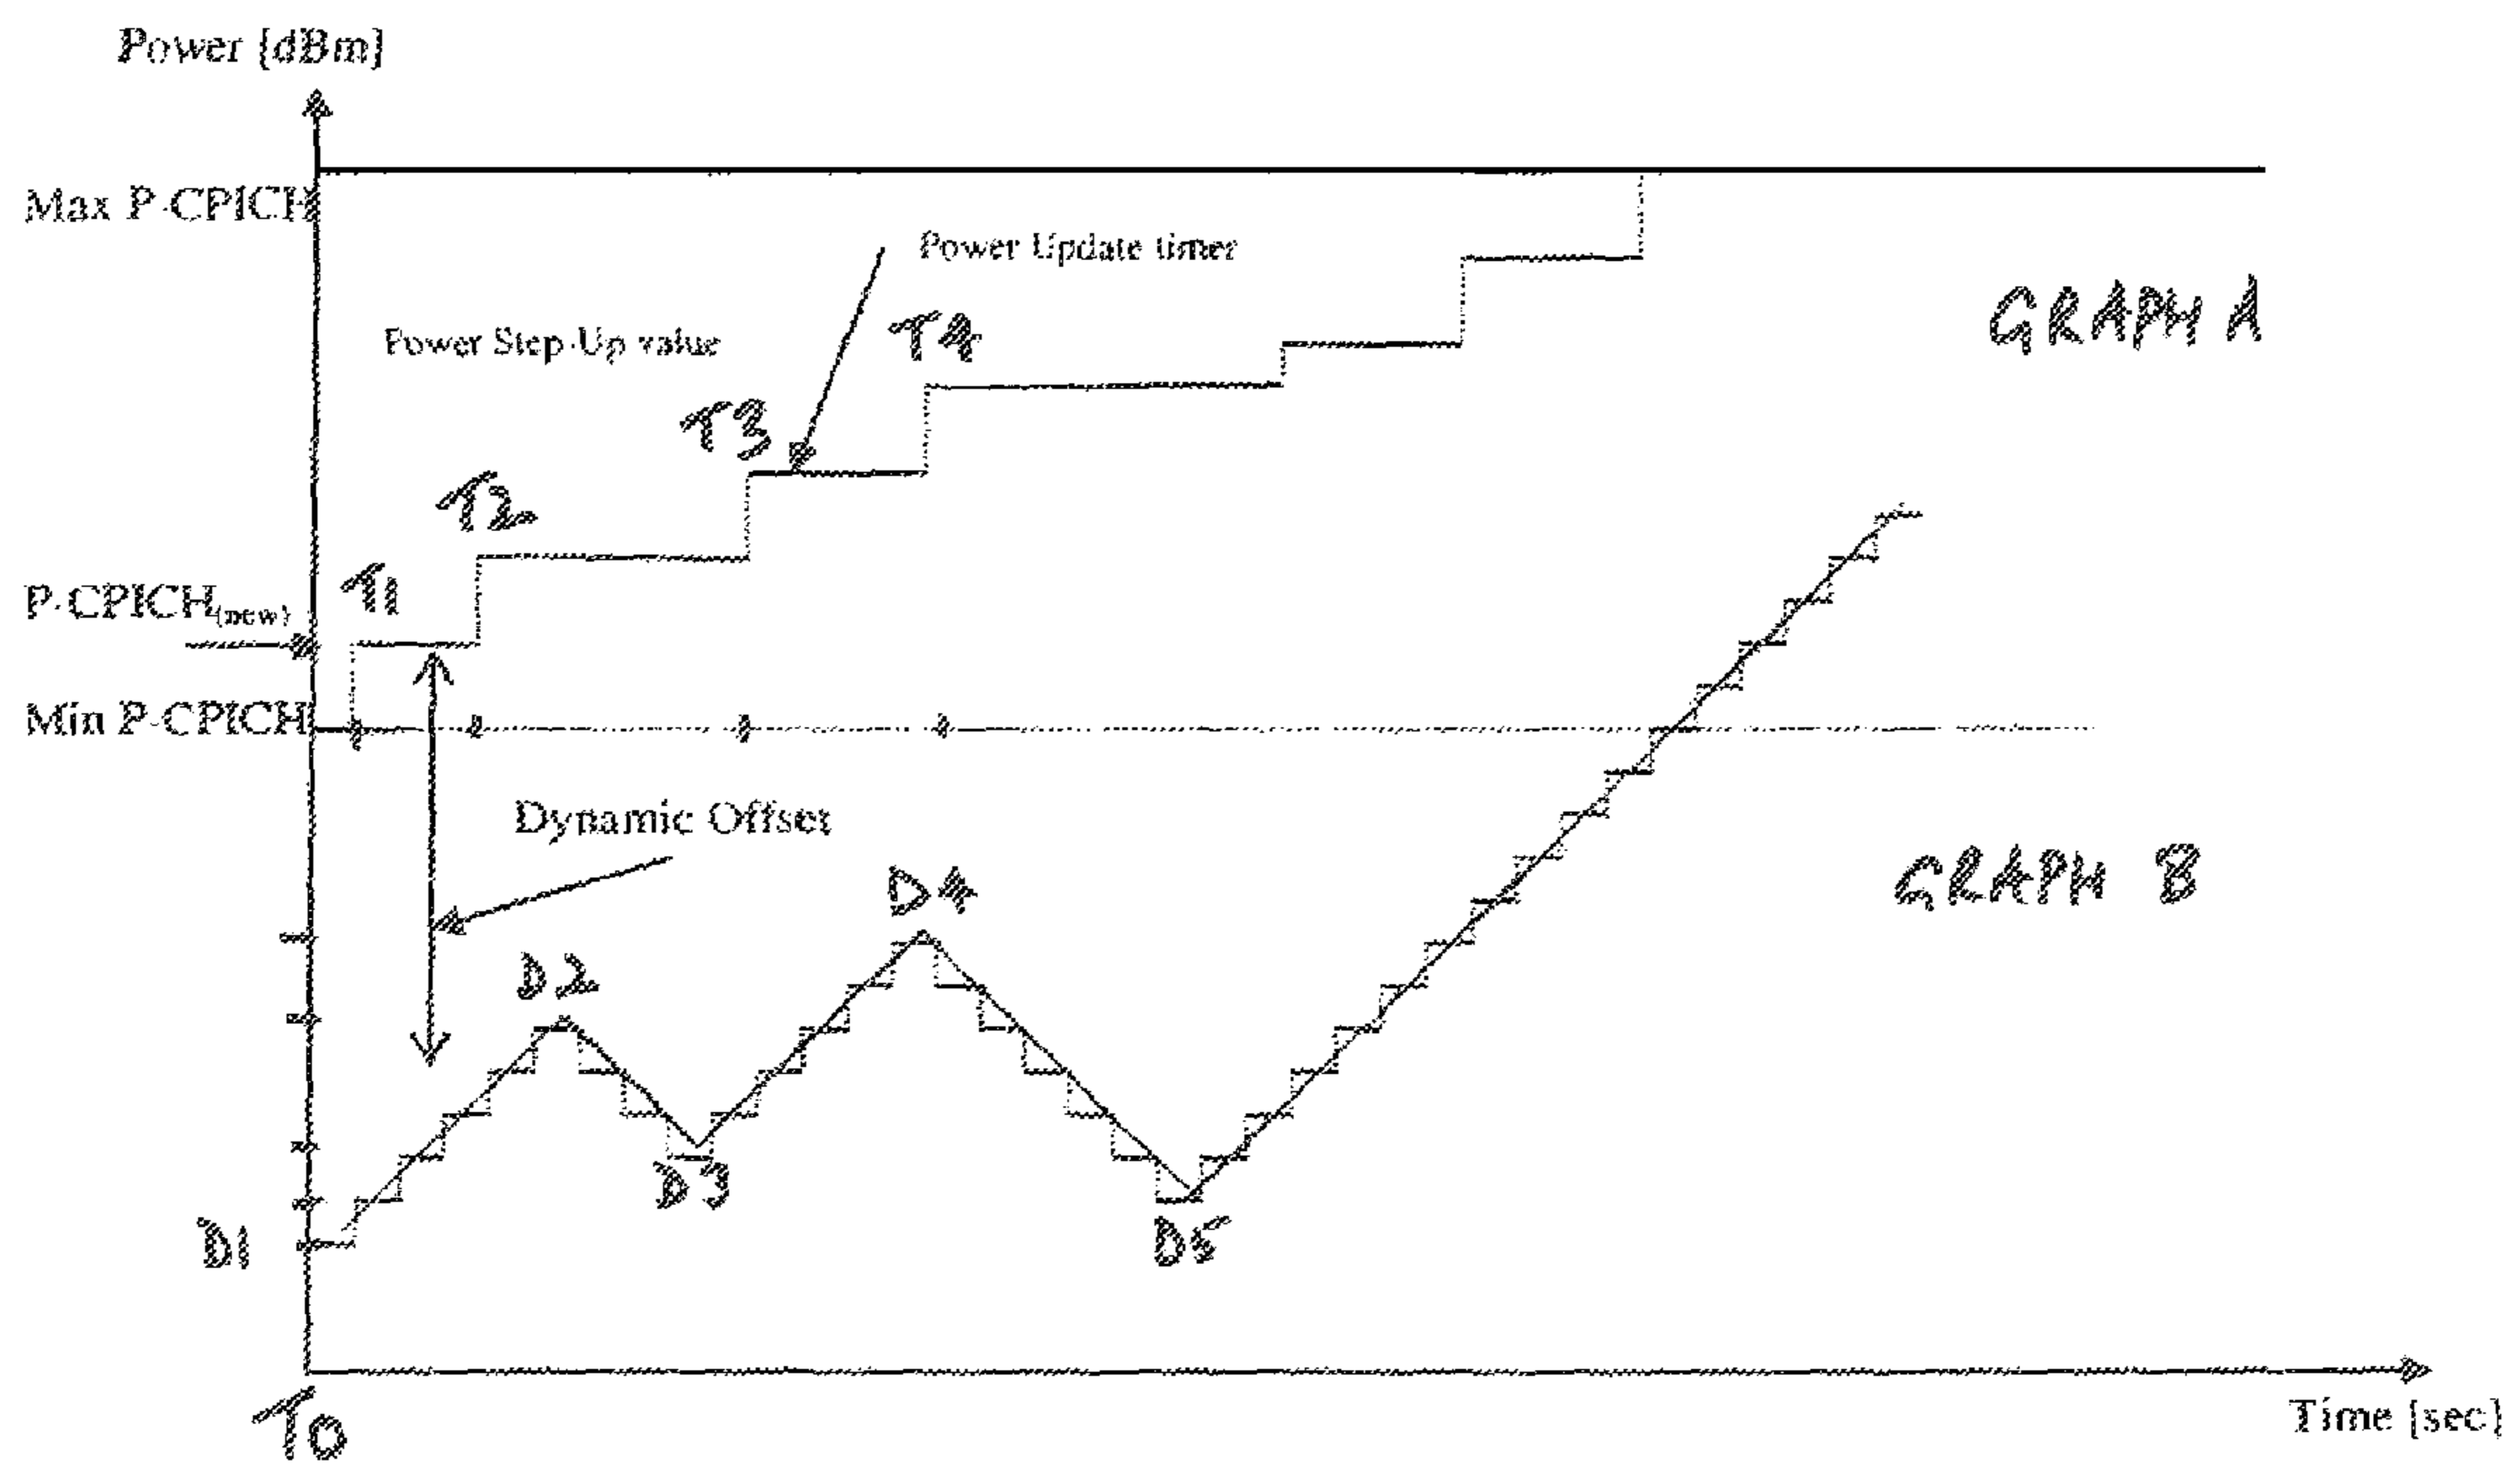 Power [dBm]
Max P-CPICH
Power Update timer
GRAPH A
Power Step-Up value
T4
T3
T2
T1
P-CPICH(new)
Min P-CPICH
Dynamic Offset
D4
GRAPH B
D2
D3
D1
D5
T0
Time [sec]